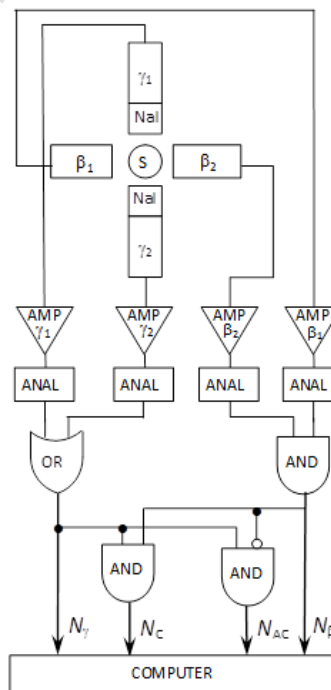 γ1
NaI
β1 S β2
NaI
γ2
AMP γ1 AMP γ2 AMP β2 AMP β1
ANAL ANAL ANAL ANAL
OR AND
AND AND
Nγ NC NAC Nβ
COMPUTER